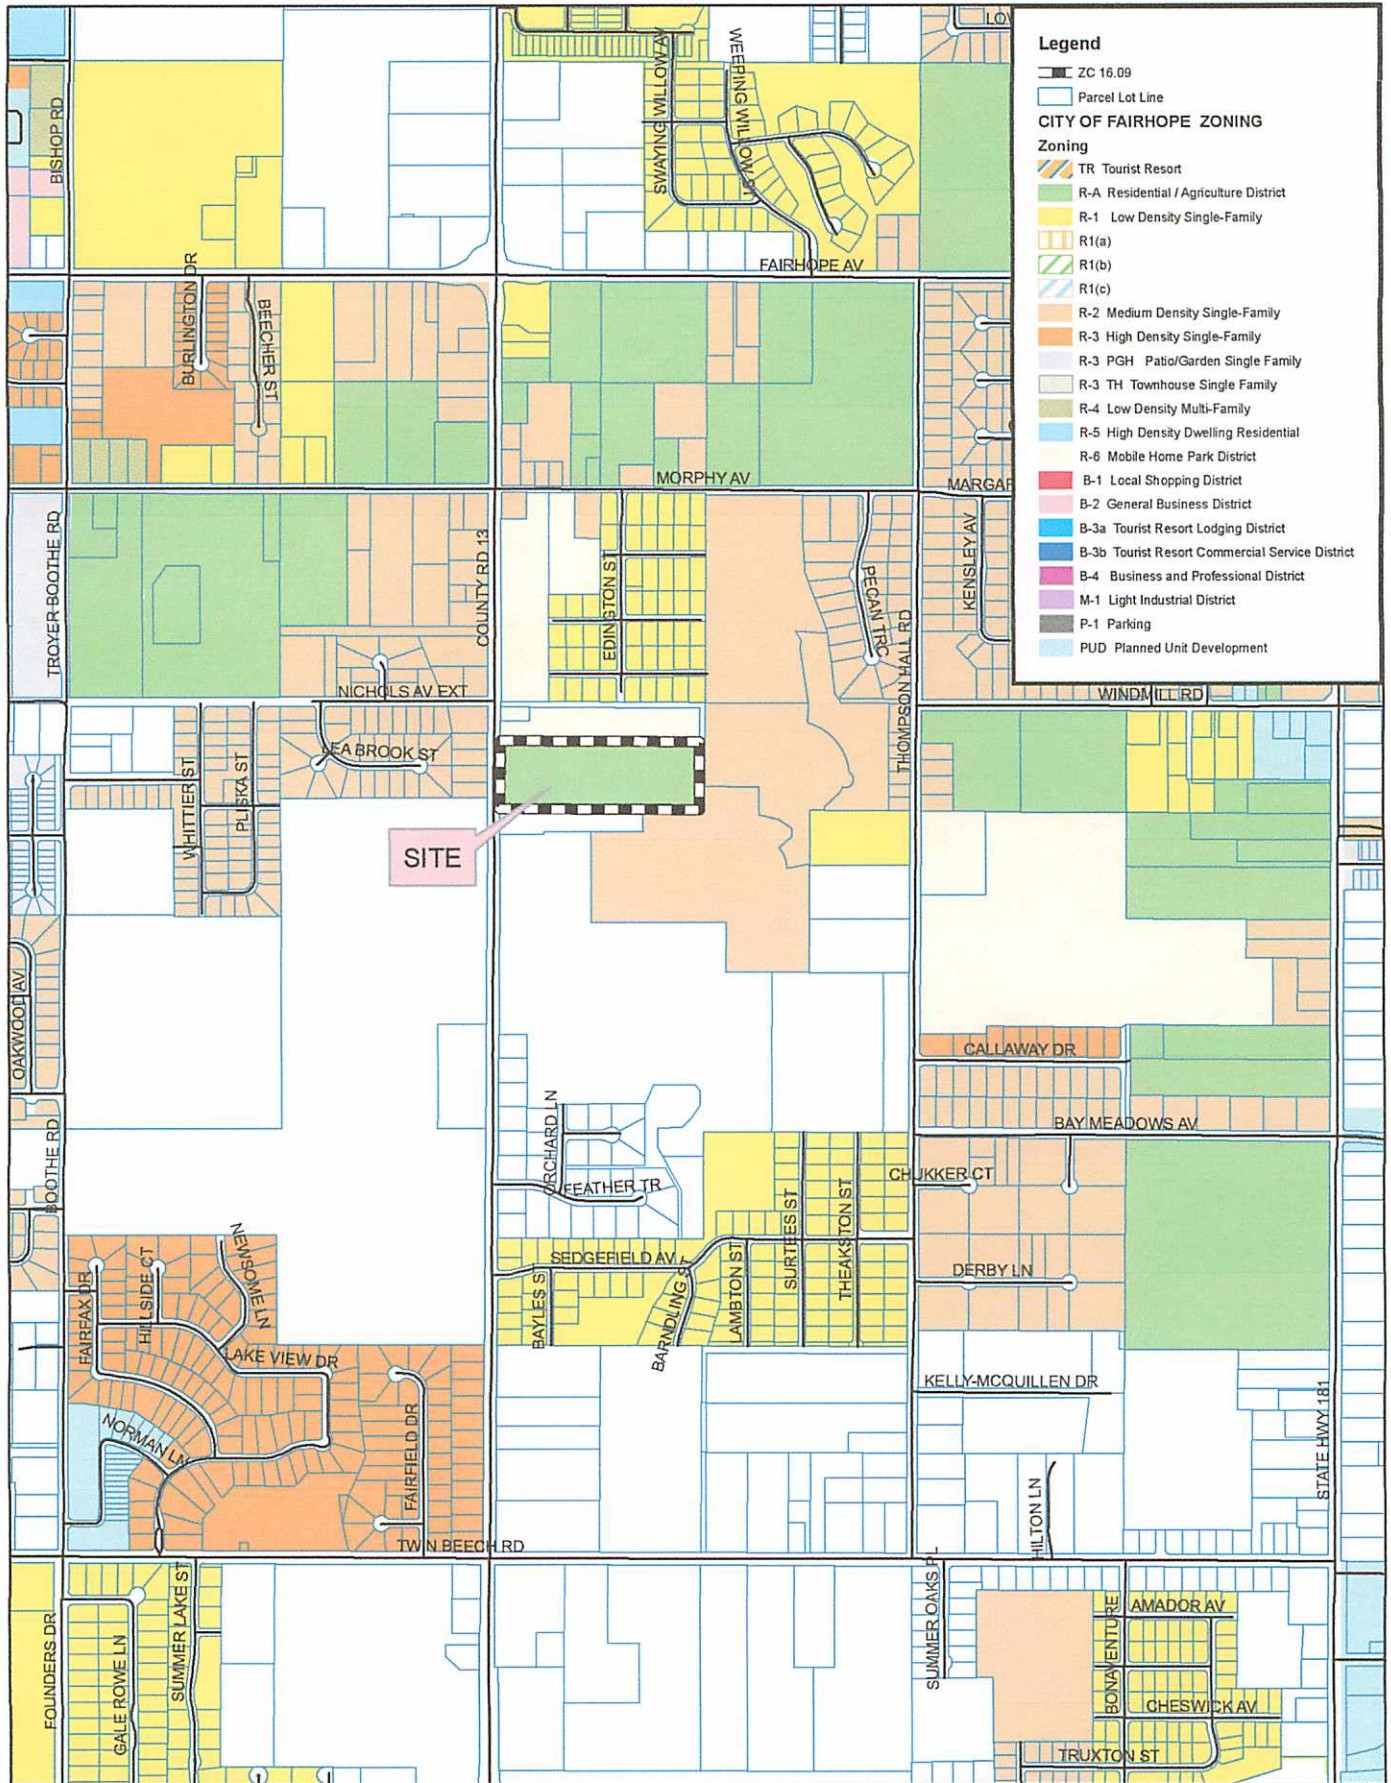 LO
Legend
ZC 16.09
Parcel Lot Line
CITY OF FAIRHOPE ZONING
Zoning
TR Tourist Resort
R-A Residential / Agriculture District
R-1 Low Density Single-Family
R1(a)
R1(b)
R1(c)
R-2 Medium Density Single-Family
R-3 High Density Single-Family
R-3 PGH Patio/Garden Single Family
R-3 TH Townhouse Single Family
R-4 Low Density Multi-Family
R-5 High Density Dwelling Residential
R-6 Mobile Home Park District
B-1 Local Shopping District
B-2 General Business District
B-3a Tourist Resort Lodging District
B-3b Tourist Resort Commercial Service District
B-4 Business and Professional District
M-1 Light Industrial District
P-1 Parking
PUD Planned Unit Development
BISHOP RD
SWAYING WILLOW AV
WEEPING WILLOW ST
FAIRHOPE AV
BURLINGTON DR
BEECHER ST
MORPHY AV
MARGAR
TROYER BOOTHE RD
COUNTY RD 13
EDINGTON ST
PECAN TRC
THOMPSON HALL RD
KENSLEY AV
NICHOLS AV EXT
WINDMILL RD
LEA BROOK ST
WHITTIER ST
PLISKA ST
SITE
OAKWOOD AV
CALLAWAY DR
BAY MEADOWS AV
BOOTHE RD
ORCHARD LN
FEATHER TR
CHUKKER CT
SEDGEFIELD AV
SURTEES ST
THEAKSTON ST
LAMBTON ST
BARNDLING ST
BAYLES S
DERBY LN
NEWSOME LN
HILLSIDE CT
FAIRFAX DR
LAKE VIEW DR
KELLY-MCQUILLEN DR
STATE HWY 181
NORMAN LN
FAIRFIELD DR
HILTON LN
TWIN BEECH RD
SUMMER OAKS PL
FOUNDERS DR
GALE ROWE LN
SUMMER LAKE ST
BONAVENTURE
AMADOR AV
CHESWICK AV
TRUXTON ST